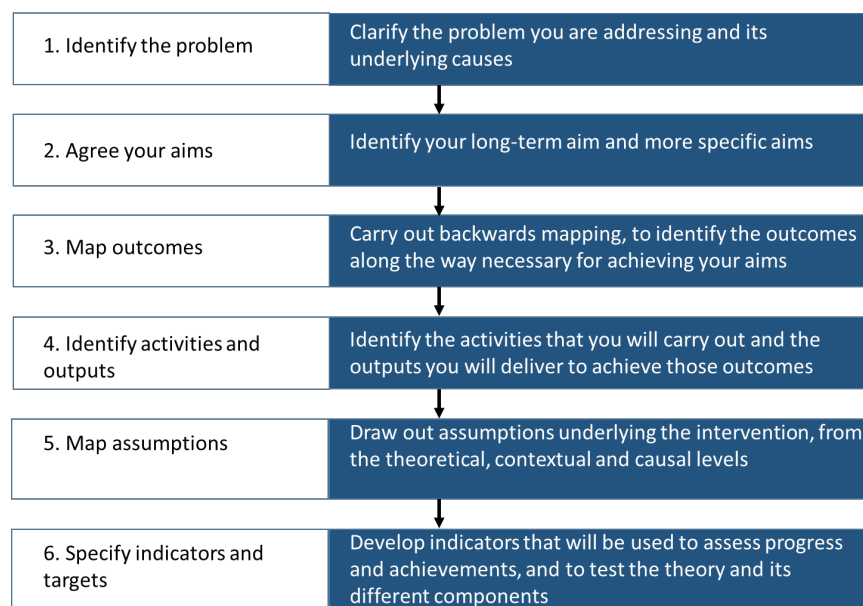 1. Identify the problem
Clarify the problem you are addressing and its
underlying causes
2. Agree your aims
Identify your long-term aim and more specific aims
3. Map outcomes
Carry out backwards mapping, to identify the outcomes
along the way necessary for achieving your aims
4. Identify activities and
outputs
Identify the activities that you will carry out and the
outputs you will deliver to achieve those outcomes
5. Map assumptions
Draw out assumptions underlying the intervention, from
the theoretical, contextual and causal levels
6. Specify indicators and
targets
Develop indicators that will be used to assess progress
and achievements, and to test the theory and its
different components